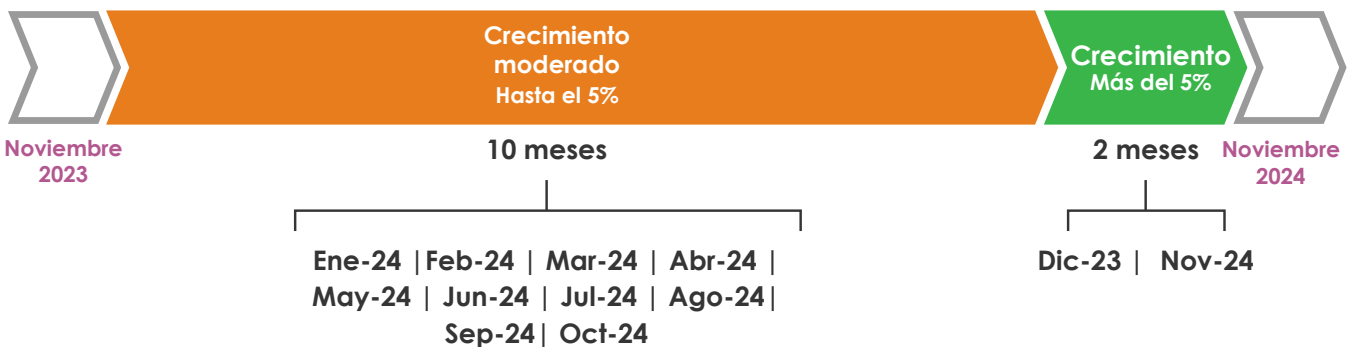 Crecimiento
moderado
Hasta el 5%
Crecimiento
Más del 5%
Noviembre
2023
10 meses
2 meses
Noviembre
2024
Ene-24 |Feb-24 | Mar-24 | Abr-24 |
May-24 | Jun-24 | Jul-24 | Ago-24|
Sep-24| Oct-24
Dic-23 | Nov-24